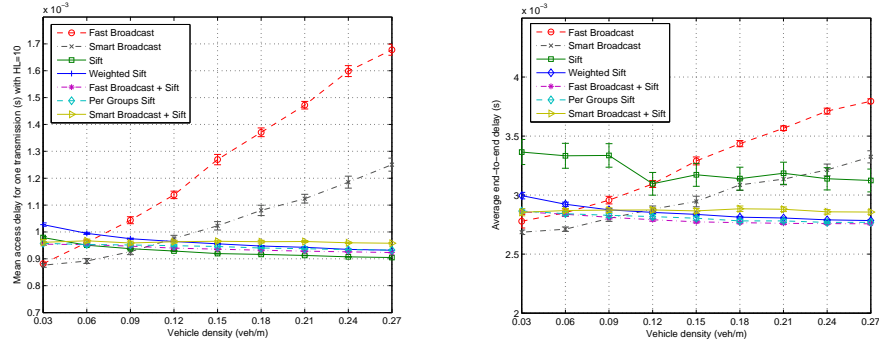 x 10⁻³
Mean access delay (for one transmission) (s) with HL=10
1.7
1.6
1.5
1.4
1.3
1.2
1.1
1
0.9
0.8
0.7
Fast Broadcast
Smart Broadcast
Sift
Weighted Sift
Fast Broadcast + Sift
Per Groups Sift
Smart Broadcast + Sift
0.03 0.06 0.09 0.12 0.15 0.18 0.21 0.24 0.27
Vehicle density (veh/m)
x 10⁻³
Average end−to−end delay (s)
4.5
4
3.5
3
2.5
2
Fast Broadcast
Smart Broadcast
Sift
Weighted Sift
Fast Broadcast + Sift
Per Groups Sift
Smart Broadcast + Sift
0.03 0.06 0.09 0.12 0.15 0.18 0.21 0.24 0.27
Vehicle density (veh/m)